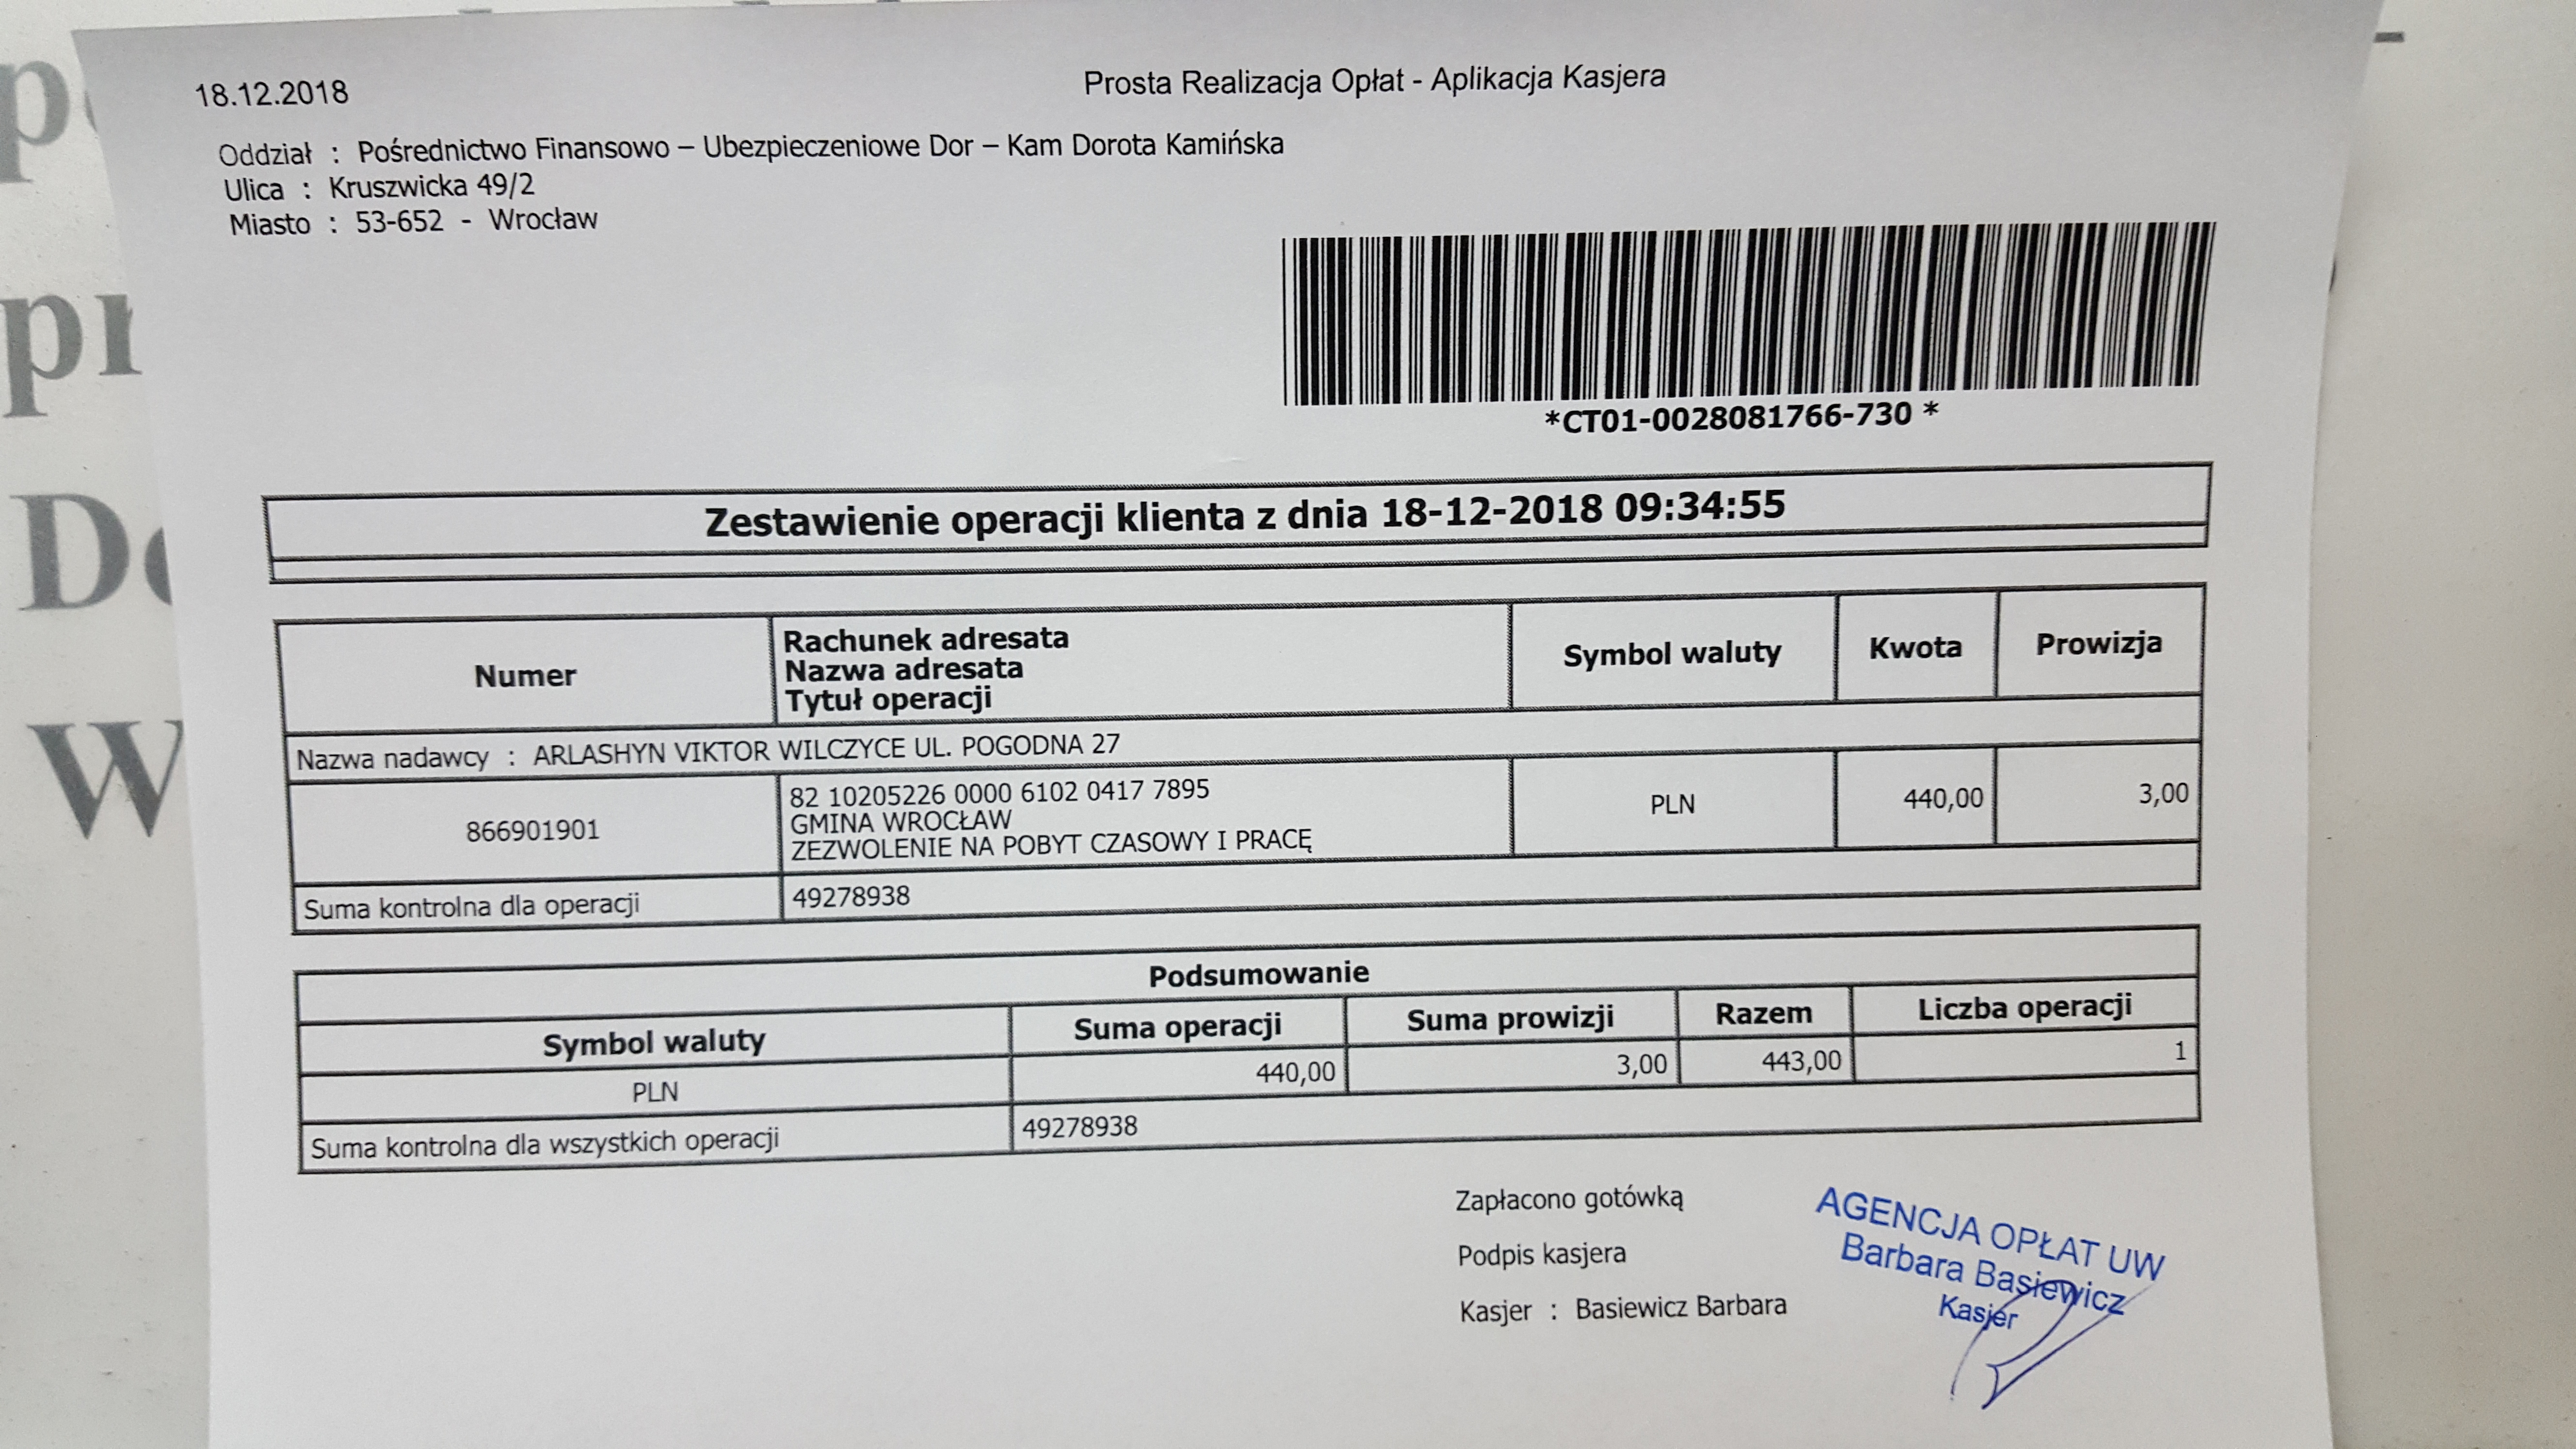 18.12.2018
Prosta Realizacja Opłat - Aplikacja Kasjera
Oddział : Pośrednictwo Finansowo – Ubezpieczeniowe Dor – Kam Dorota Kamińska
Ulica : Kruszwicka 49/2
Miasto : 53-652 - Wrocław
*CT01-0028081766-730 *
Zestawienie operacji klienta z dnia 18-12-2018 09:34:55
Numer
Rachunek adresata
Nazwa adresata
Tytuł operacji
Symbol waluty
Kwota
Prowizja
Nazwa nadawcy : ARLASHYN VIKTOR WILCZYCE UL. POGODNA 27
866901901
82 10205226 0000 6102 0417 7895
GMINA WROCŁAW
ZEZWOLENIE NA POBYT CZASOWY I PRACĘ
PLN
440,00
3,00
Suma kontrolna dla operacji
49278938
Podsumowanie
Symbol waluty
Suma operacji
Suma prowizji
Razem
Liczba operacji
PLN
440,00
3,00
443,00
1
Suma kontrolna dla wszystkich operacji
49278938
Zapłacono gotówką
Podpis kasjera
Kasjer : Basiewicz Barbara
AGENCJA OPŁAT UW
Barbara Basiewicz
Kasjer